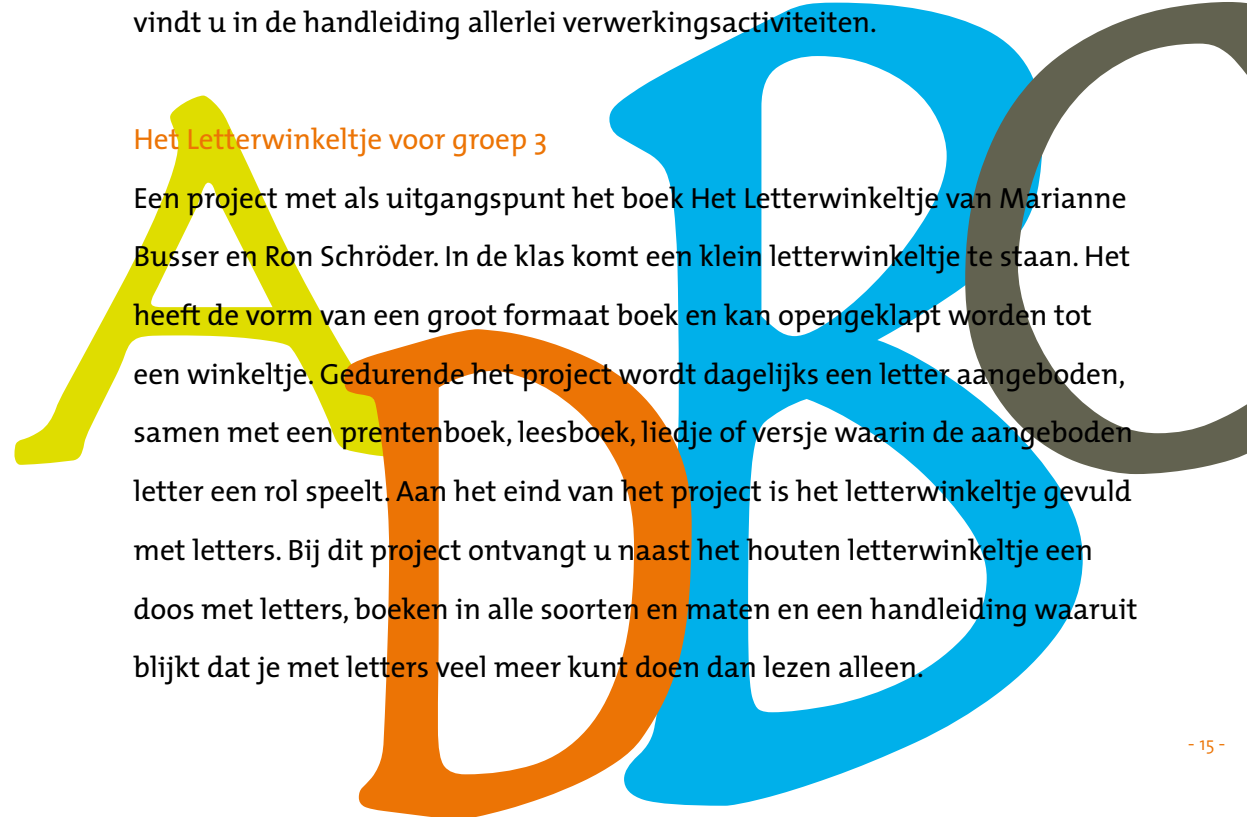 vindt u in de handleiding allerlei verwerkingsactiviteiten.
Het Letterwinkeltje voor groep 3
Een project met als uitgangspunt het boek Het Letterwinkeltje van Marianne
Busser en Ron Schröder. In de klas komt een klein letterwinkeltje te staan. Het
heeft de vorm van een groot formaat boek en kan opengeklapt worden tot
een winkeltje. Gedurende het project wordt dagelijks een letter aangeboden,
samen met een prentenboek, leesboek, liedje of versje waarin de aangeboden
letter een rol speelt. Aan het eind van het project is het letterwinkeltje gevuld
met letters. Bij dit project ontvangt u naast het houten letterwinkeltje een
doos met letters, boeken in alle soorten en maten en een handleiding waaruit
blijkt dat je met letters veel meer kunt doen dan lezen alleen.
- 15 -
A
B
C
D